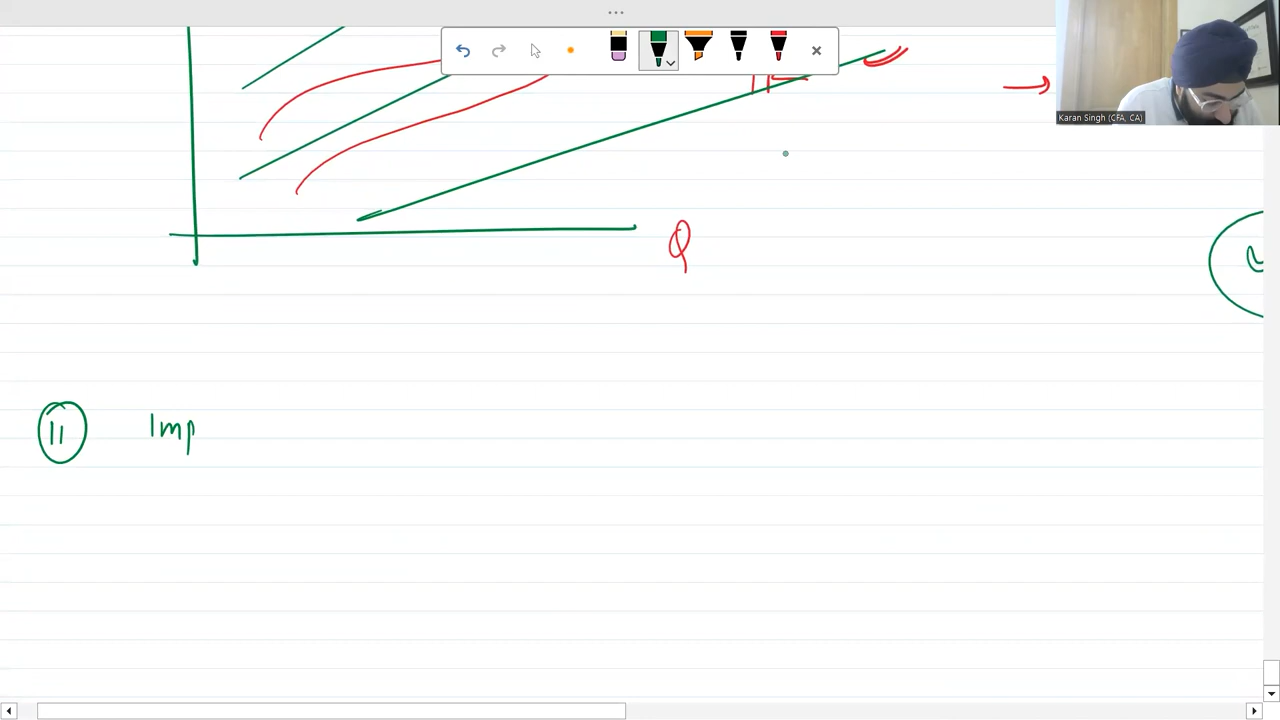 Karan Singh (CFA, CA)
Q
11 Imp